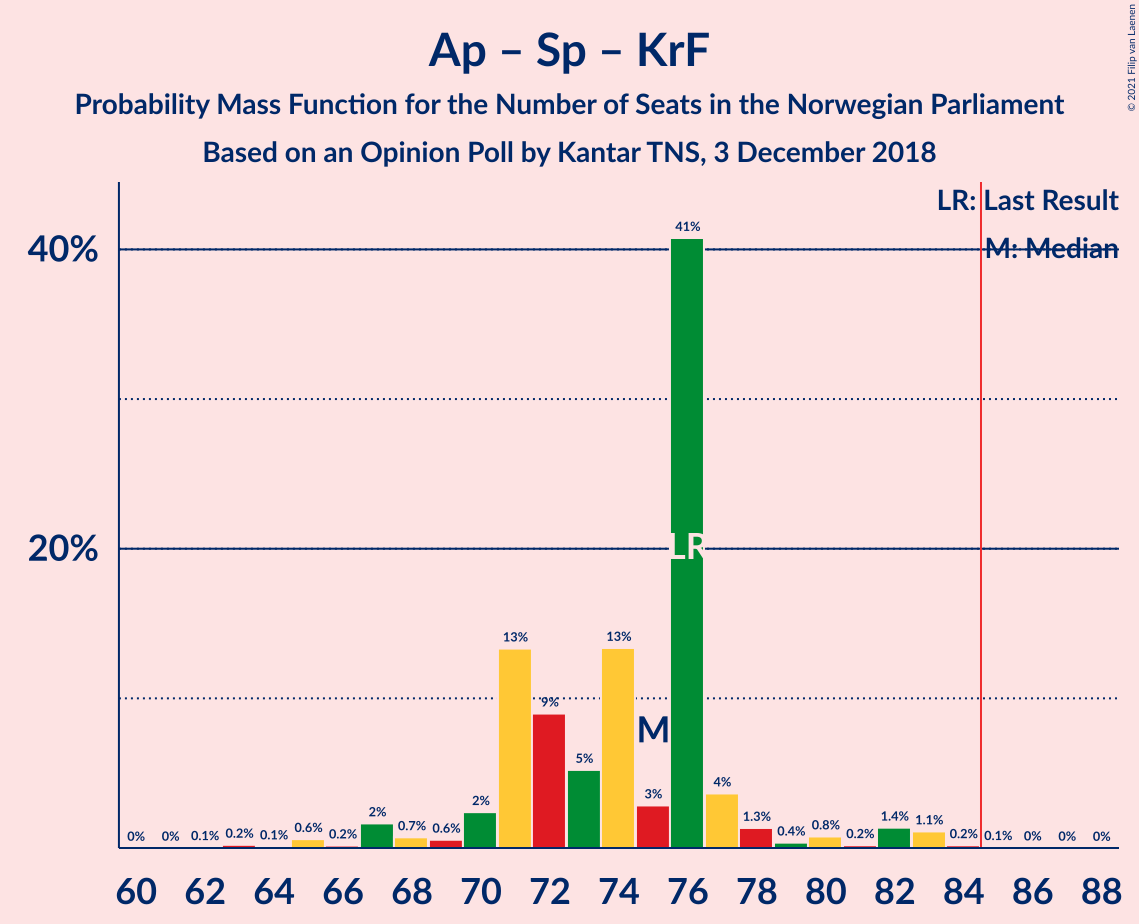 Ap – Sp – KrF
Probability Mass Function for the Number of Seats in the Norwegian Parliament
Based on an Opinion Poll by Kantar TNS, 3 December 2018
© 2021 Filip van Laenen
LR: Last Result
M: Median
40%
20%
41%
LR
13%
13%
9%
M
5%
4%
3%
2%
2%
0% 0% 0.1% 0.2% 0.1% 0.6% 0.2% 0.7% 0.6% 1.3% 0.4% 0.8% 0.2% 1.4% 1.1% 0.2% 0.1% 0% 0% 0%
60 62 64 66 68 70 72 74 76 78 80 82 84 86 88